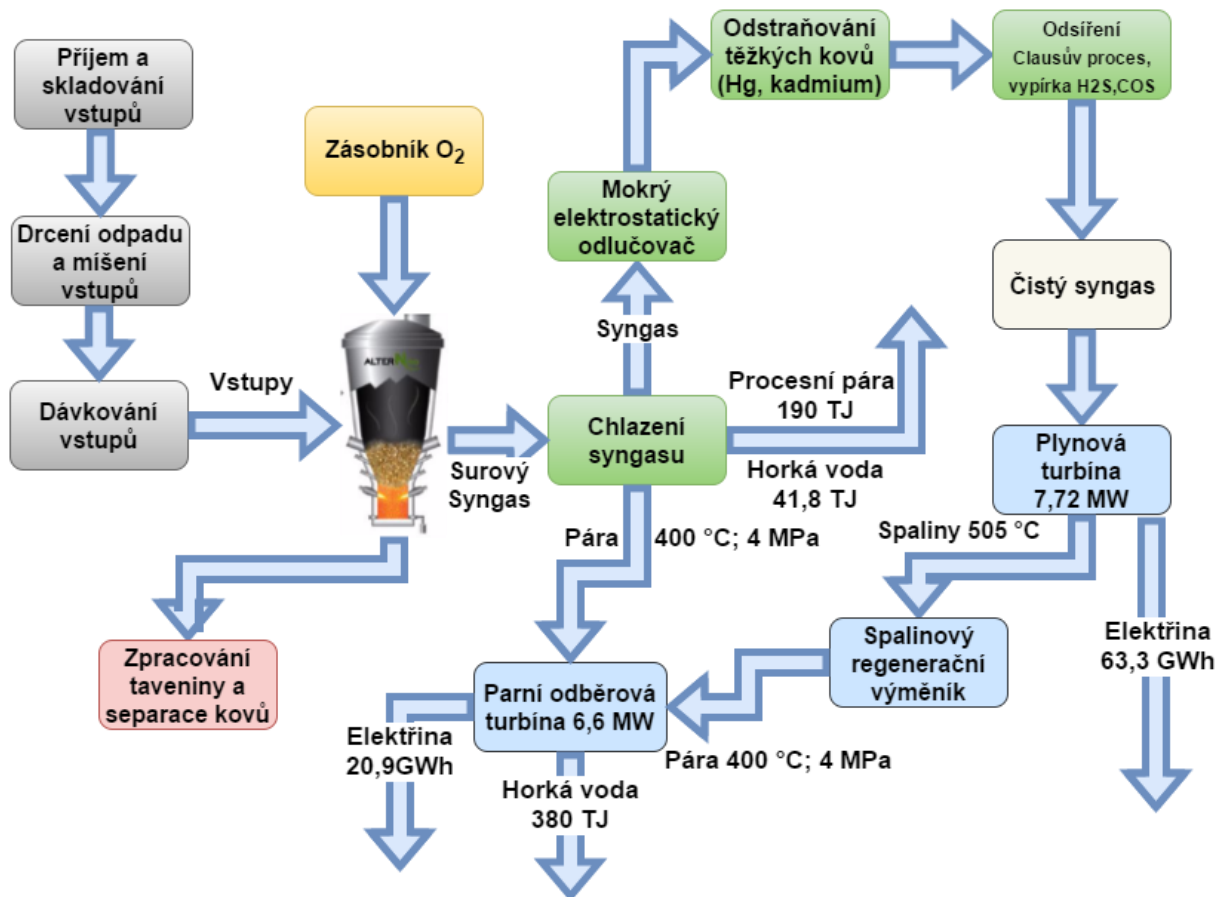 Příjem a
skladování
vstupů
Drcení odpadu
a míšení
vstupů
Dávkování
vstupů
Vstupy
Zásobník O2
ALTER
Surový
Syngas
Zpracování
taveniny a
separace kovů
Chlazení
syngasu
Syngas
Mokrý
elektrostatický
odlučovač
Odstraňování
těžkých kovů
(Hg, kadmium)
Odsíření
Clausův proces,
vypírka H2S,COS
Čistý syngas
Procesní pára
190 TJ
Horká voda
41,8 TJ
Plynová
turbína
7,72 MW
Spaliny 505 °C
Elektřina
63,3 GWh
Spalinový
regenerační
výměník
Pára 400 °C; 4 MPa
Parní odběrová
turbína 6,6 MW
Pára 400 °C; 4 MPa
Elektřina
20,9GWh
Horká voda
380 TJ